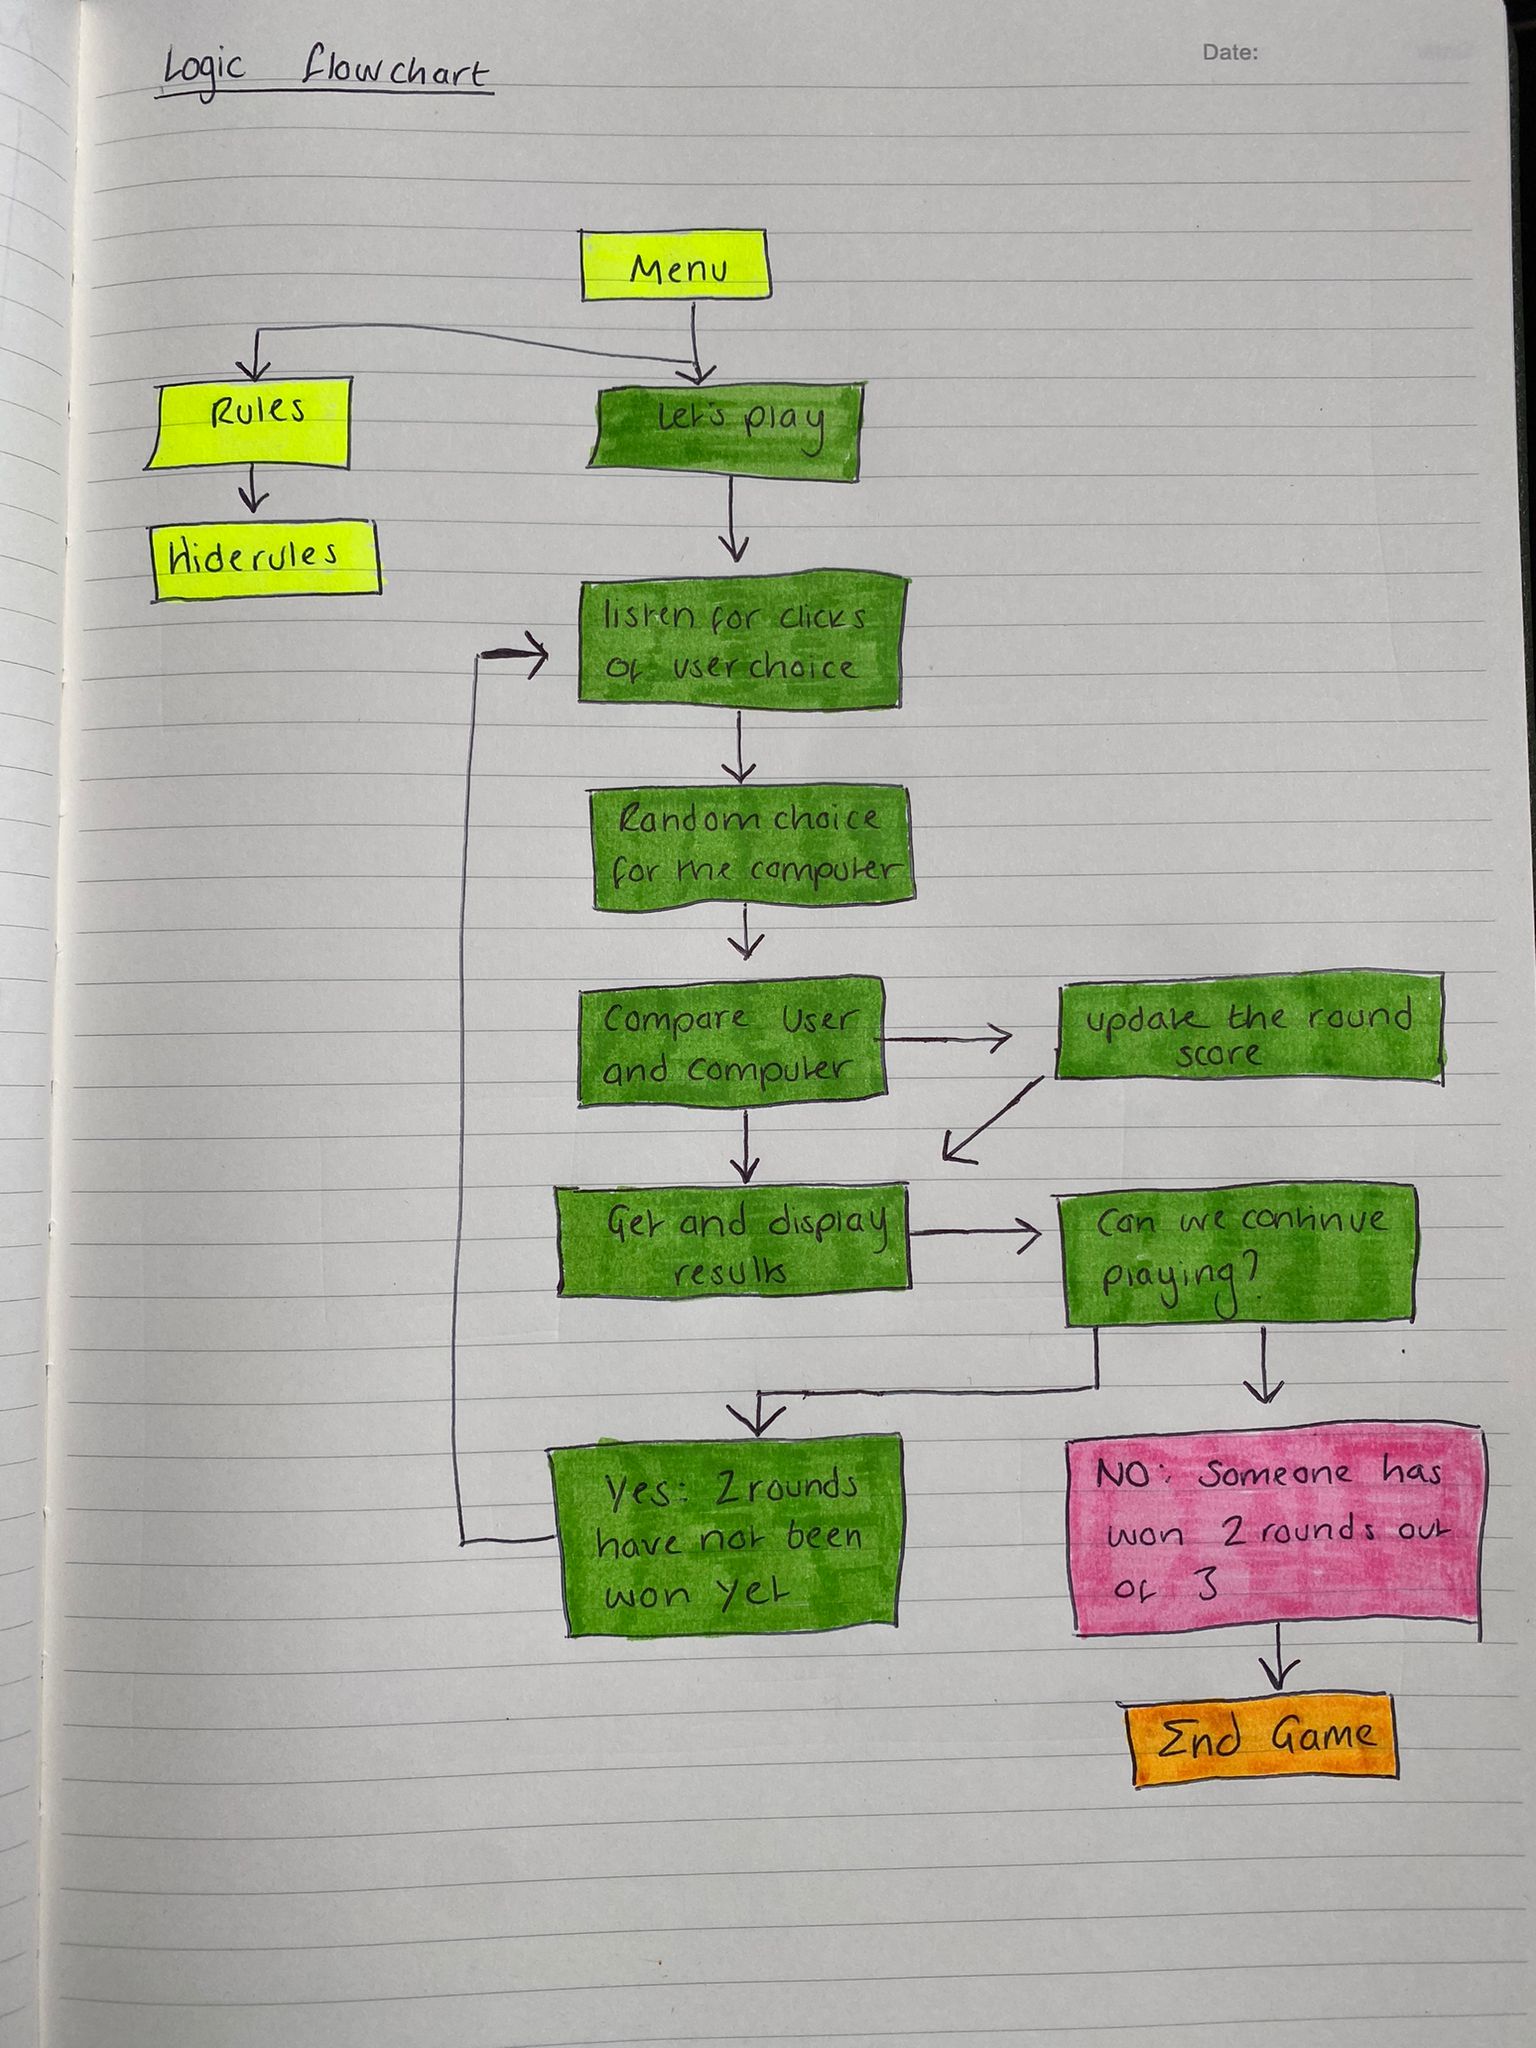 Logic flowchart
Date:
Menu
Rules
Let's play
Hide rules
listen for clicks
of user choice
Random choice
for the computer
Compare user
and computer
update the round
score
Get and display
results
Can we continue
playing?
Yes: 2 rounds
have not been
won yet
NO: Someone has
won 2 rounds out
of 3
End Game